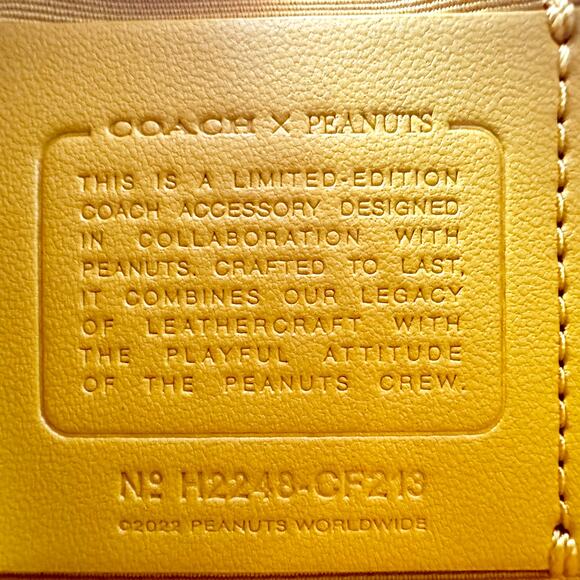 COACH × PEANUTS
THIS IS A LIMITED-EDITION
COACH ACCESSORY DESIGNED
IN COLLABORATION WITH
PEANUTS. CRAFTED TO LAST,
IT COMBINES OUR LEGACY
OF LEATHERCRAFT WITH
THE PLAYFUL ATTITUDE
OF THE PEANUTS CREW.
Nº H2248-CF213
©2022 PEANUTS WORLDWIDE